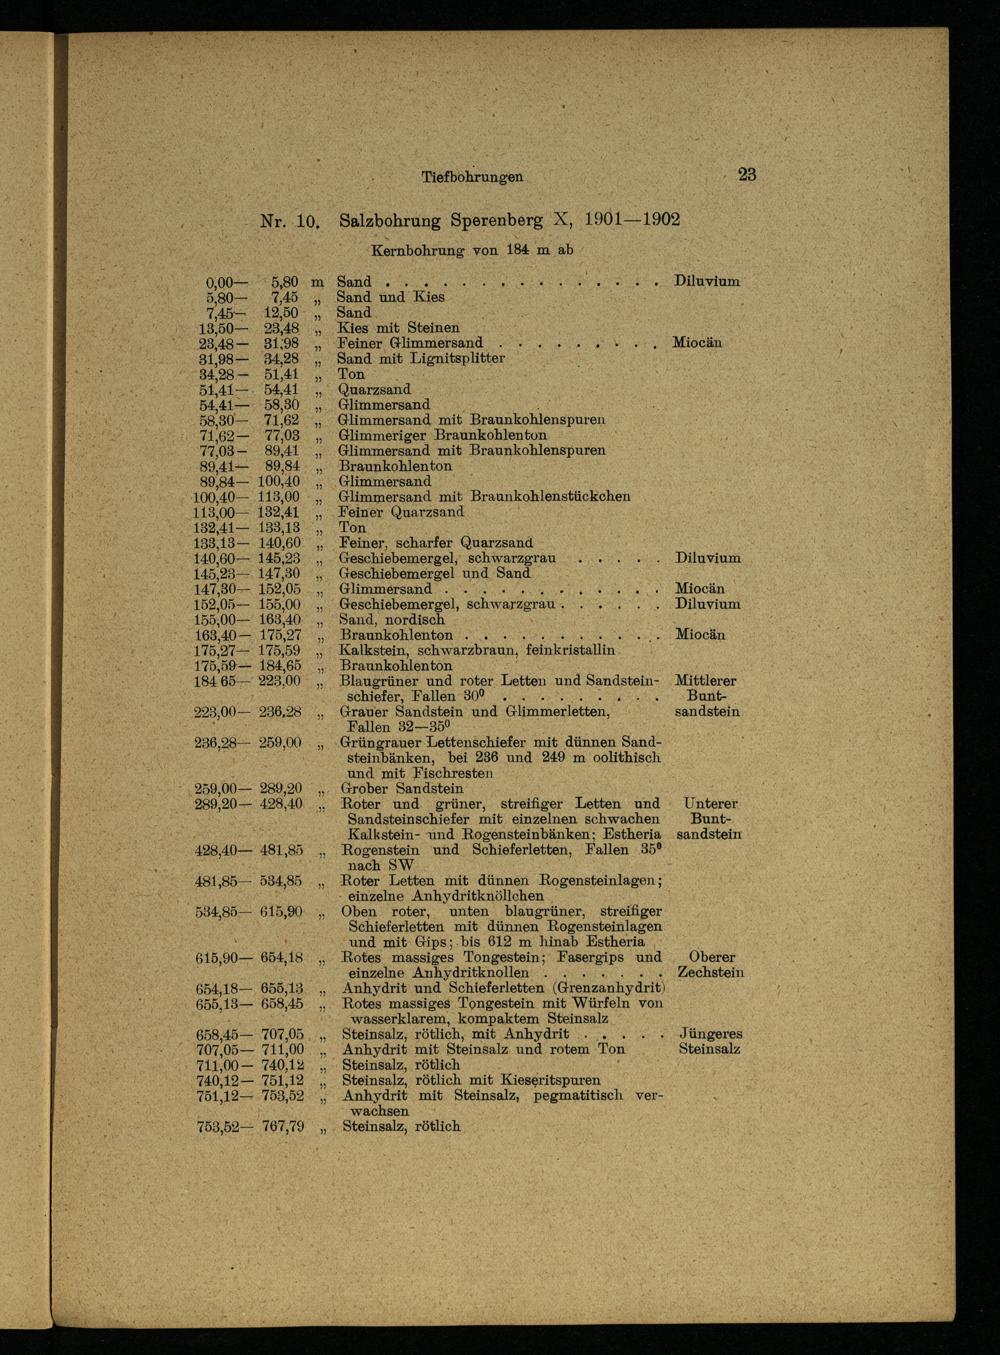 Tiefbohrungen 23
Nr. 10. Salzbohrung Sperenberg X, 1901—1902
Kernbohrung von 184 m ab
0,00— 5,80 m Sand . . . . . . . . . . . . . . . Diluvium
5,80— 7,45 „ Sand und Kies
7,45— 12,50 „ Sand
13,50— 23,48 „ Kies mit Steinen
23,48— 31,98 „ Feiner Glimmersand . . . . . . . . . Miocän
31,98— 34,28 „ Sand mit Lignitsplitter
34,28— 51,41 „ Ton
51,41— 54,41 „ Quarzsand
54,41— 58,30 „ Glimmersand
58,30— 71,62 „ Glimmersand mit Braunkohlenspuren
71,62— 77,03 „ Glimmeriger Braunkohlenton
77,03— 89,41 „ Glimmersand mit Braunkohlenspuren
89,41— 89,84 „ Braunkohlenton
89,84— 100,40 „ Glimmersand
100,40— 113,00 „ Glimmersand mit Braunkohlenstückchen
113,00— 132,41 „ Feiner Quarzsand
132,41— 133,13 „ Ton
133,13— 140,60 „ Feiner, scharfer Quarzsand
140,60— 145,23 „ Geschiebemergel, schwarzgrau . . . . . Diluvium
145,23— 147,30 „ Geschiebemergel und Sand
147,30— 152,05 „ Glimmersand . . . . . . . . . . . . Miocän
152,05— 155,00 „ Geschiebemergel, schwarzgrau . . . . . . Diluvium
155,00— 163,40 „ Sand, nordisch
163,40— 175,27 „ Braunkohlenton . . . . . . . . . . . Miocän
175,27— 175,59 „ Kalkstein, schwarzbraun, feinkristallin
175,59— 184,65 „ Braunkohlenton
184 65— 223,00 „ Blaugrüner und roter Letten und Sandstein- Mittlerer
schiefer, Fallen 30⁰ . . . . . . . . . Bunt-
223,00— 236,28 „ Grauer Sandstein und Glimmerletten, sandstein
Fallen 32—35⁰
236,28— 259,00 „ Grüngrauer Lettenschiefer mit dünnen Sand-
steinbänken, bei 236 und 249 m oolithisch
und mit Fischresten
259,00— 289,20 „ Grober Sandstein
289,20— 428,40 „ Roter und grüner, streifiger Letten und Unterer
Sandsteinschiefer mit einzelnen schwachen Bunt-
Kalkstein- und Rogensteinbänken; Estheria sandstein
428,40— 481,85 „ Rogenstein und Schieferletten, Fallen 35⁰
nach SW
481,85— 534,85 „ Roter Letten mit dünnen Rogensteinlagen;
einzelne Anhydritknöllchen
534,85— 615,90 „ Oben roter, unten blaugrüner, streifiger
Schieferletten mit dünnen Rogensteinlagen
und mit Gips; bis 612 m hinab Estheria
615,90— 654,18 „ Rotes massiges Tongestein; Fasergips und Oberer
einzelne Anhydritknollen . . . . . . . Zechstein
654,18— 655,13 „ Anhydrit und Schieferletten (Grenzanhydrit)
655,13— 658,45 „ Rotes massiges Tongestein mit Würfeln von
wasserklarem, kompaktem Steinsalz
658,45— 707,05 „ Steinsalz, rötlich, mit Anhydrit . . . . . Jüngeres
707,05— 711,00 „ Anhydrit mit Steinsalz und rotem Ton Steinsalz
711,00— 740,12 „ Steinsalz, rötlich
740,12— 751,12 „ Steinsalz, rötlich mit Kieseritspuren
751,12— 753,52 „ Anhydrit mit Steinsalz, pegmatitisch ver-
wachsen
753,52— 767,79 „ Steinsalz, rötlich